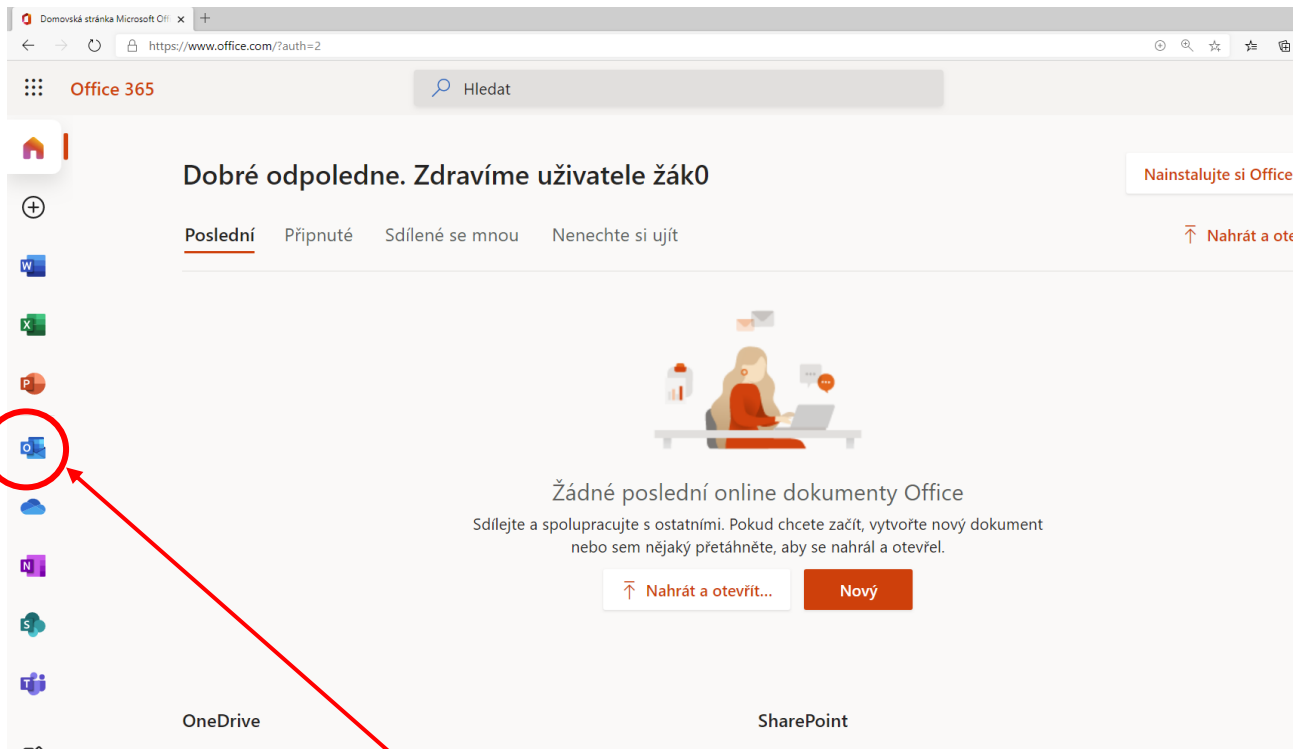 Domovská stránka Microsoft Off
https://www.office.com/?auth=2
Office 365
Hledat
Dobré odpoledne. Zdravíme uživatele žák0
Nainstalujte si Office
Poslední Připnuté Sdílené se mnou Nenechte si ujít
Nahrát a ote
W
X
P
O
N
S
T
Žádné poslední online dokumenty Office
Sdílejte a spolupracujte s ostatními. Pokud chcete začít, vytvořte nový dokument
nebo sem nějaký přetáhněte, aby se nahrál a otevřel.
Nahrát a otevřít... Nový
OneDrive SharePoint